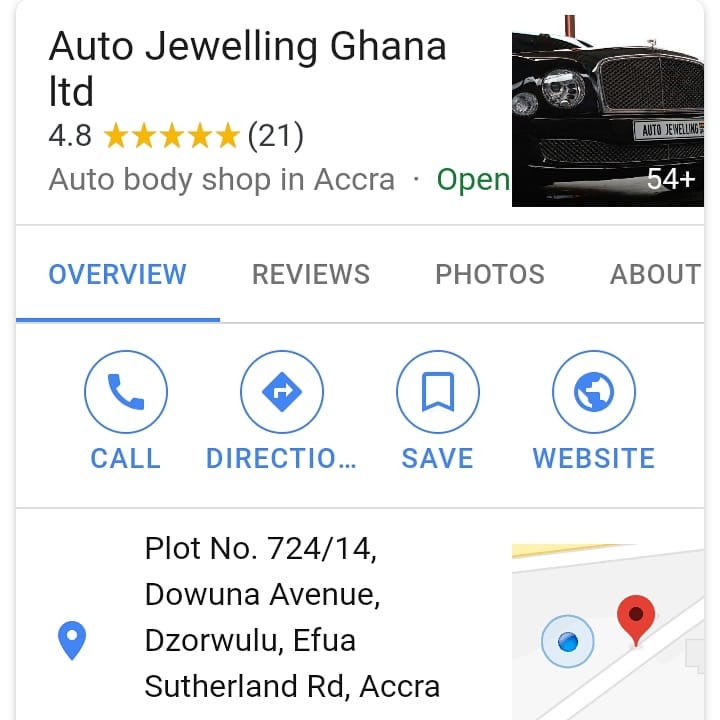 Auto Jewelling Ghana
ltd
4.8 ★★★★★ (21)
Auto body shop in Accra · Open
AUTO JEWELLING
54+
OVERVIEW REVIEWS PHOTOS ABOUT
CALL DIRECTIO... SAVE WEBSITE
Plot No. 724/14,
Dowuna Avenue,
Dzorwulu, Efua
Sutherland Rd, Accra